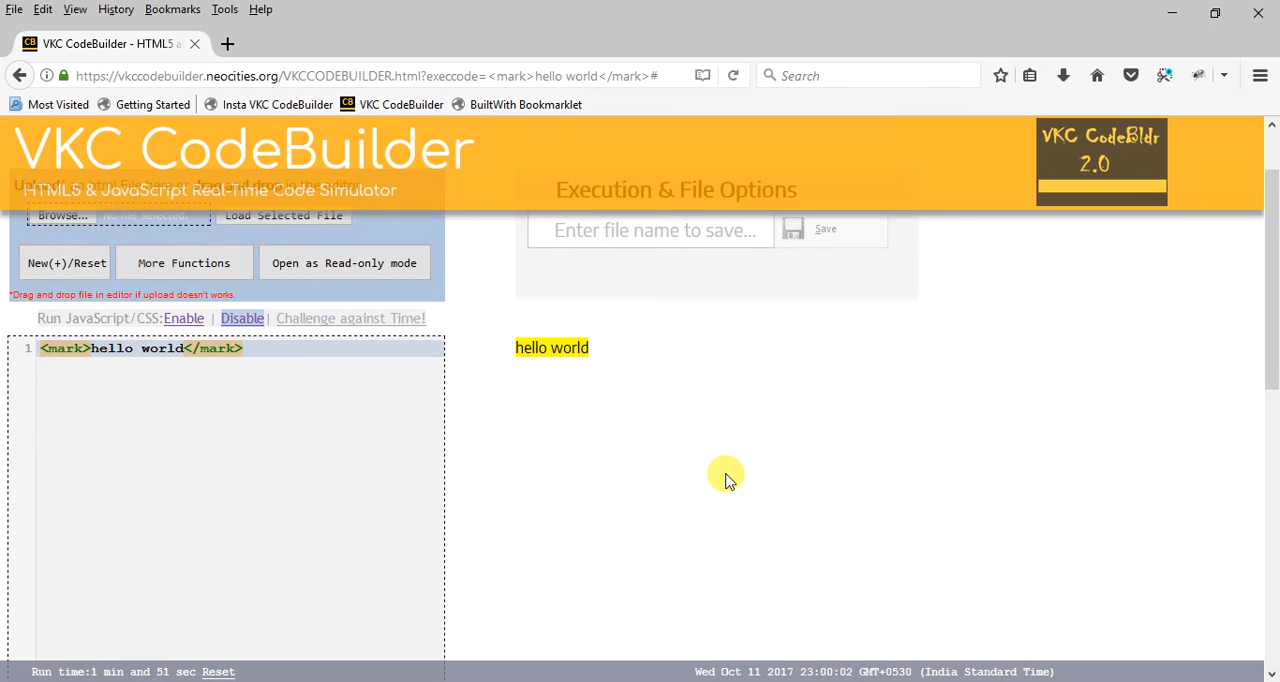 File Edit View History Bookmarks Tools Help
VKC CodeBuilder - HTML5 a
https://vkccodebuilder.neocities.org/VKCCODEBUILDER.html?execcode=<mark>hello world</mark>#
Search
Most Visited Getting Started Insta VKC CodeBuilder VKC CodeBuilder BuiltWith Bookmarklet
VKC CodeBuilder
HTML5 & JavaScript Real-Time Code Simulator
VKC CodeBldr
2.0
Execution & File Options
Browse... No file selected. Load Selected File
Enter file name to save... Save
New(+)/Reset More Functions Open as Read-only mode
*Drag and drop file in editor if upload doesn't works.
Run JavaScript/CSS:Enable | Disable | Challenge against Time!
1 <mark>hello world</mark>
hello world
Run time:1 min and 51 sec Reset
Wed Oct 11 2017 23:00:02 GMT+0530 (India Standard Time)